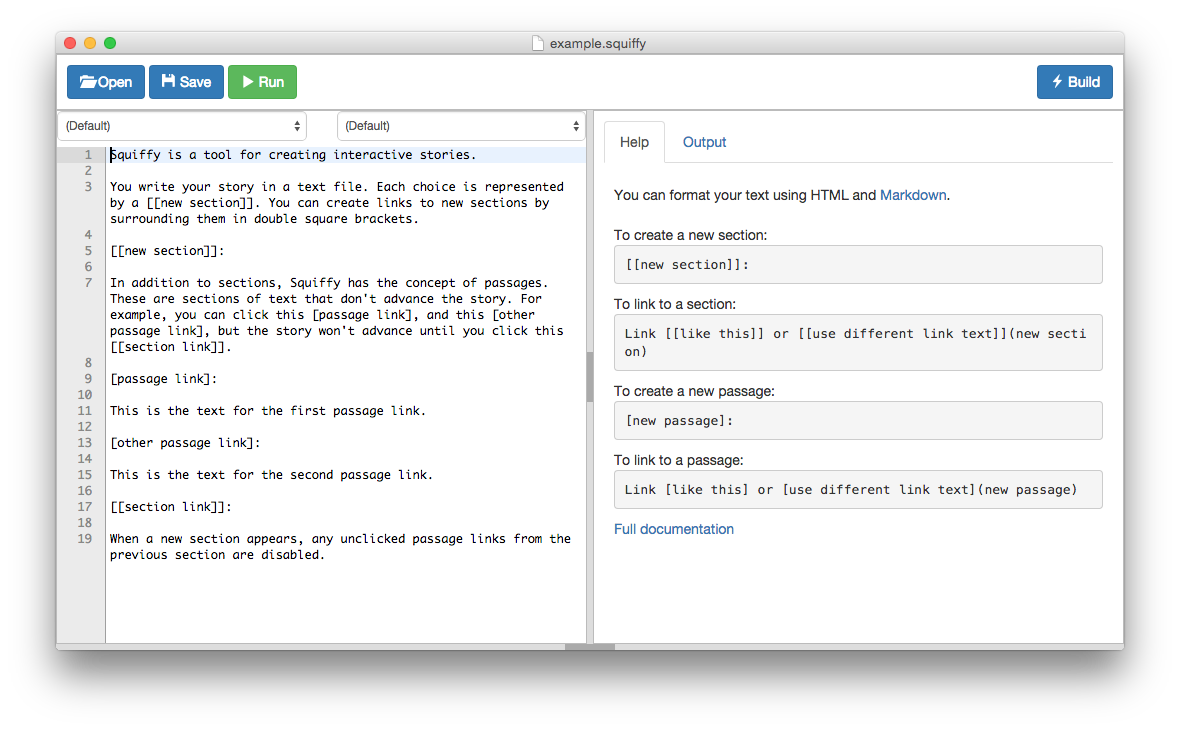 example.squiffy
Open Save Run Build
(Default) (Default)
1 Squiffy is a tool for creating interactive stories.
2
3 You write your story in a text file. Each choice is represented
by a [[new section]]. You can create links to new sections by
surrounding them in double square brackets.
4
5 [[new section]]:
6
7 In addition to sections, Squiffy has the concept of passages.
These are sections of text that don't advance the story. For
example, you can click this [passage link], and this [other
passage link], but the story won't advance until you click this
[[section link]].
8
9 [passage link]:
10
11 This is the text for the first passage link.
12
13 [other passage link]:
14
15 This is the text for the second passage link.
16
17 [[section link]]:
18
19 When a new section appears, any unclicked passage links from the
previous section are disabled.
Help Output
You can format your text using HTML and Markdown.
To create a new section:
[[new section]]:
To link to a section:
Link [[like this]] or [[use different link text]](new secti
on)
To create a new passage:
[new passage]:
To link to a passage:
Link [like this] or [use different link text](new passage)
Full documentation